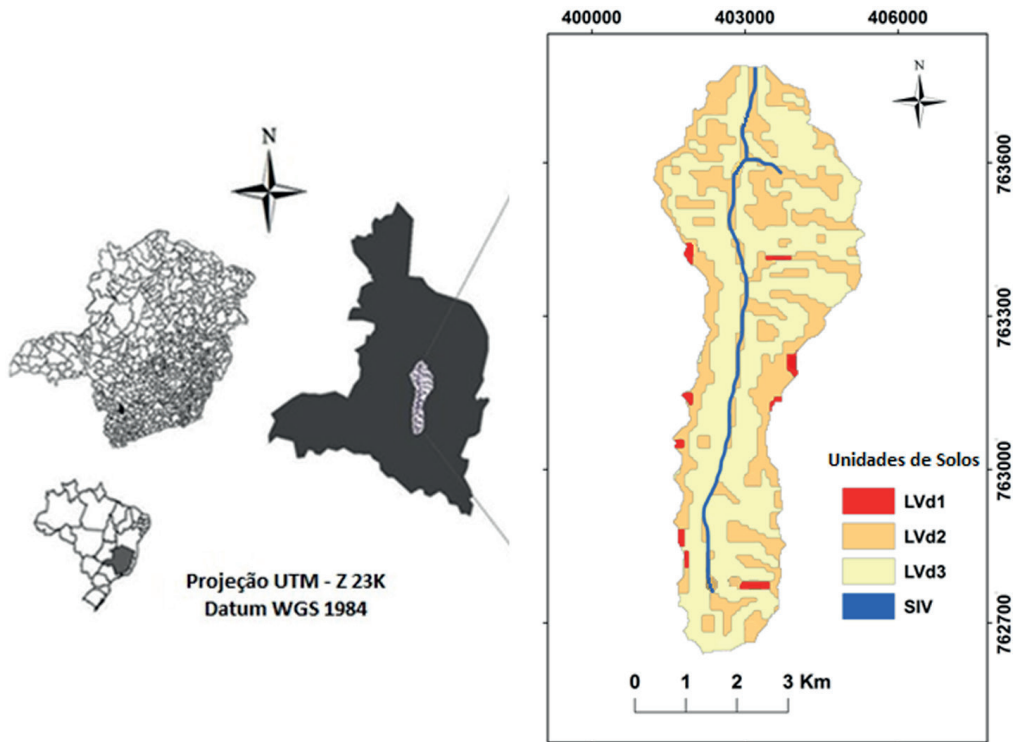 N
Projeção UTM - Z 23K
Datum WGS 1984
400000 403000 406000
N
763600
763300
763000
762700
Unidades de Solos
LVd1
LVd2
LVd3
SIV
0 1 2 3 Km